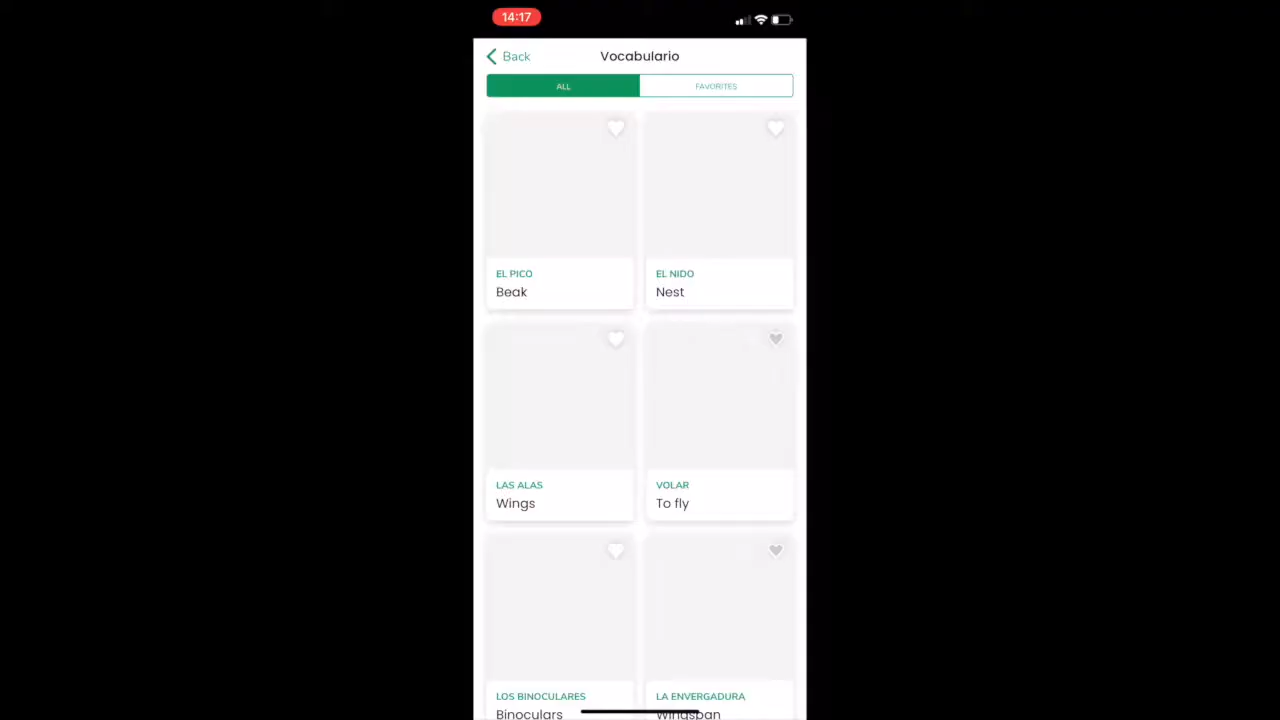 14:17
Back
Vocabulario
ALL
FAVORITES
EL PICO
Beak
EL NIDO
Nest
LAS ALAS
Wings
VOLAR
To fly
LOS BINOCULARES
Binoculars
LA ENVERGADURA
Wingspan